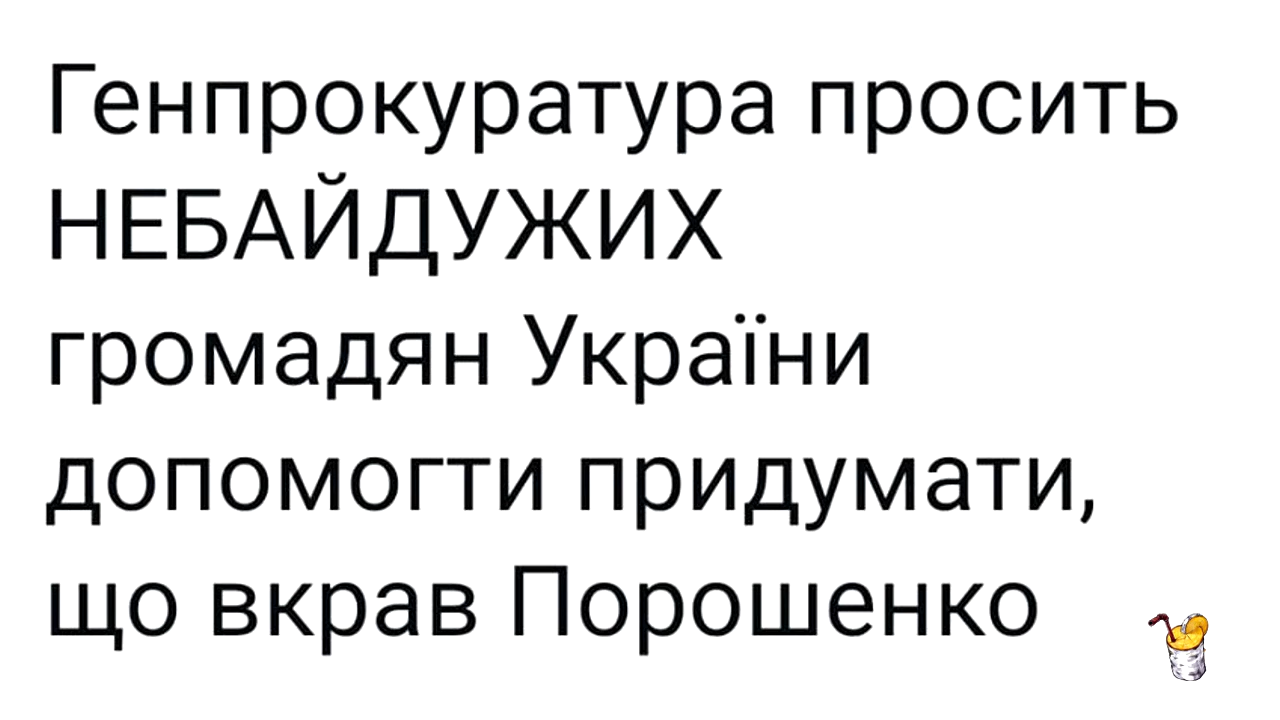 Генпрокуратура просить
НЕБАЙДУЖИХ
громадян України
допомогти придумати,
що вкрав Порошенко